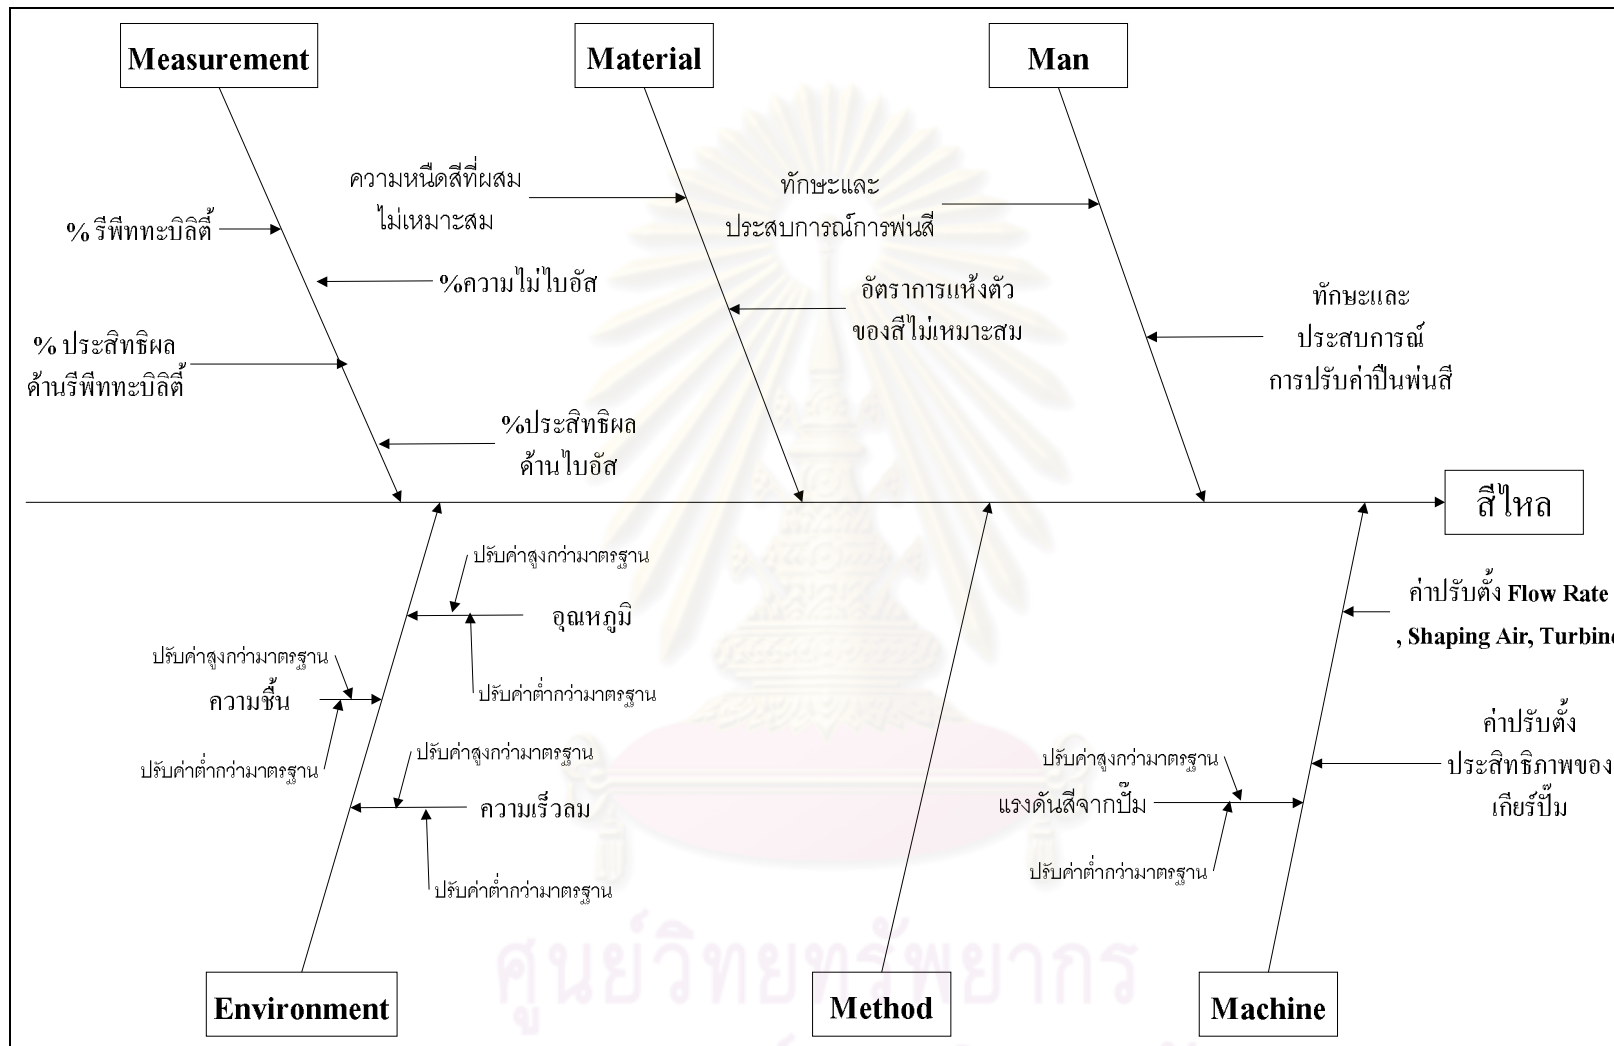 Measurement
Material
Man
ความหนืดสีที่ผสม
ไม่เหมาะสม
ทักษะและ
ประสบการณ์การพ่นสี
% รีพีททะบิลิตี้
%ความไม่ไบอัส
อัตราการแห้งตัว
ของสีไม่เหมาะสม
ทักษะและ
ประสบการณ์
การปรับค่าปืนพ่นสี
% ประสิทธิผล
ด้านรีพีททะบิลิตี้
%ประสิทธิผล
ด้านไบอัส
สีไหล
ปรับค่าสูงกว่ามาตรฐาน
อุณหภูมิ
ปรับค่าต่ำกว่ามาตรฐาน
ปรับค่าสูงกว่ามาตรฐาน
ความชื้น
ปรับค่าต่ำกว่ามาตรฐาน
ปรับค่าสูงกว่ามาตรฐาน
ความเร็วลม
ปรับค่าต่ำกว่ามาตรฐาน
ค่าปรับตั้ง Flow Rate
, Shaping Air, Turbine
ค่าปรับตั้ง
ประสิทธิภาพของ
เกียร์ปั๊ม
ปรับค่าสูงกว่ามาตรฐาน
แรงดันสีจากปั๊ม
ปรับค่าต่ำกว่ามาตรฐาน
ศูนย์วิทยทรัพยากร
Environment
Method
Machine